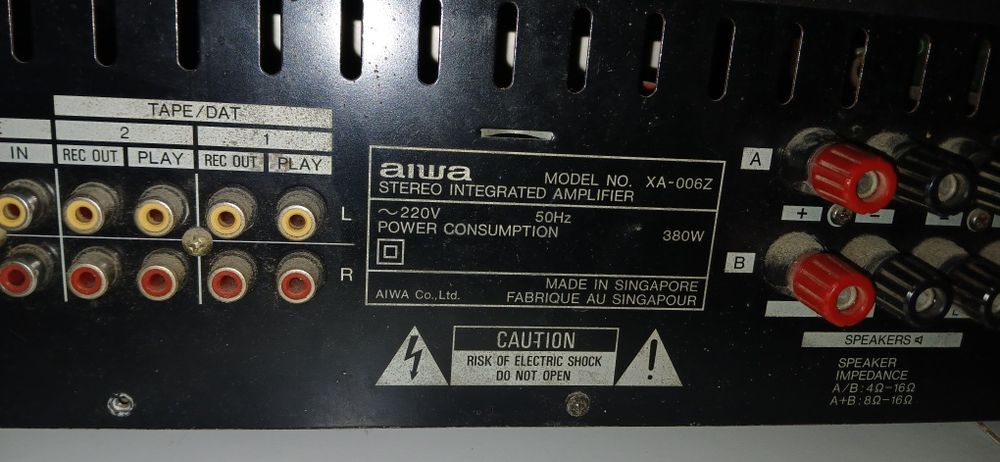 TAPE/DAT
2 1
IN REC OUT PLAY REC OUT PLAY
L
R
aiwa
MODEL NO. XA-006Z
STEREO INTEGRATED AMPLIFIER
~220V 50Hz
POWER CONSUMPTION 380W
MADE IN SINGAPORE
AIWA Co.,Ltd. FABRIQUE AU SINGAPOUR
CAUTION
RISK OF ELECTRIC SHOCK
DO NOT OPEN
A
+ −
B
SPEAKERS
SPEAKER
IMPEDANCE
A/B: 4Ω−16Ω
A+B: 8Ω−16Ω